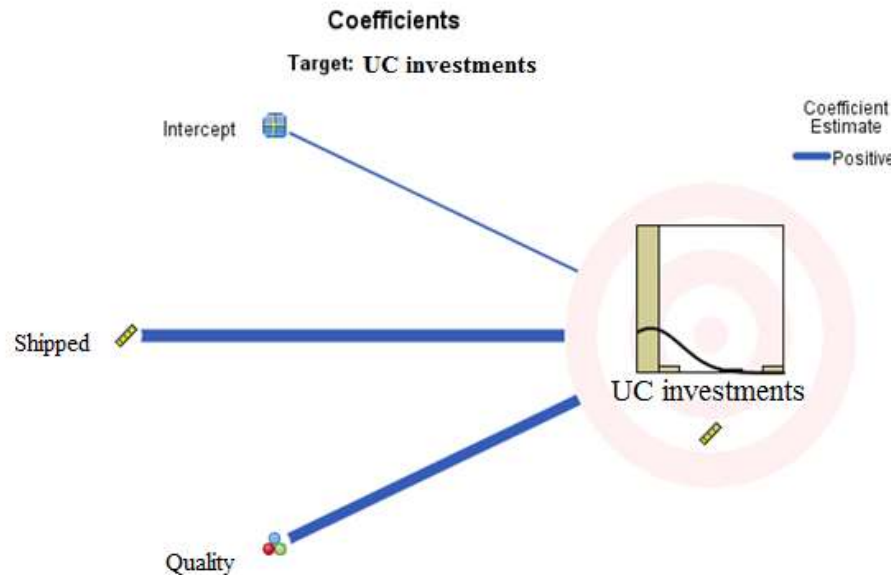 Coefficients
Target: UC investments
Intercept
Coefficient
Estimate
Positive
Shipped
UC investments
Quality